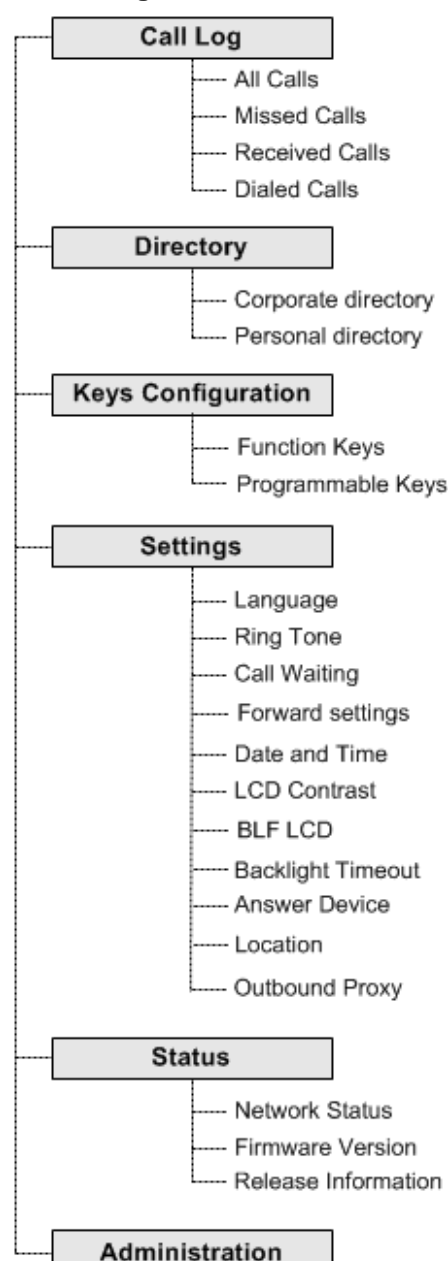 Call Log
All Calls
Missed Calls
Received Calls
Dialed Calls
Directory
Corporate directory
Personal directory
Keys Configuration
Function Keys
Programmable Keys
Settings
Language
Ring Tone
Call Waiting
Forward settings
Date and Time
LCD Contrast
BLF LCD
Backlight Timeout
Answer Device
Location
Outbound Proxy
Status
Network Status
Firmware Version
Release Information
Administration